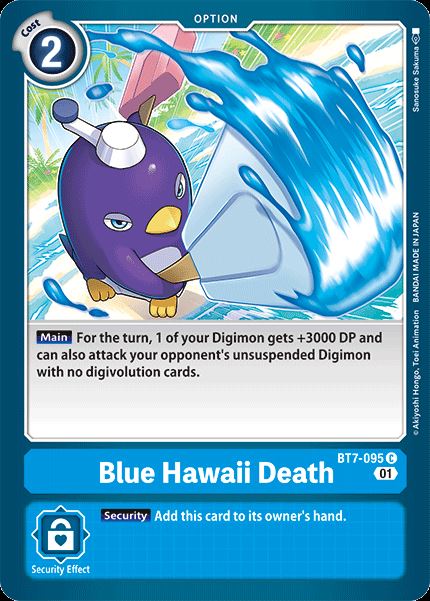 OPTION
Cost
2
Sanosuke Sakuma
Main For the turn, 1 of your Digimon gets +3000 DP and
can also attack your opponent's unsuspended Digimon
with no digivolution cards.
©Akiyoshi Hongo, Toei Animation BANDAI MADE IN JAPAN
BT7-095 C
Blue Hawaii Death
01
Security Add this card to its owner's hand.
Security Effect